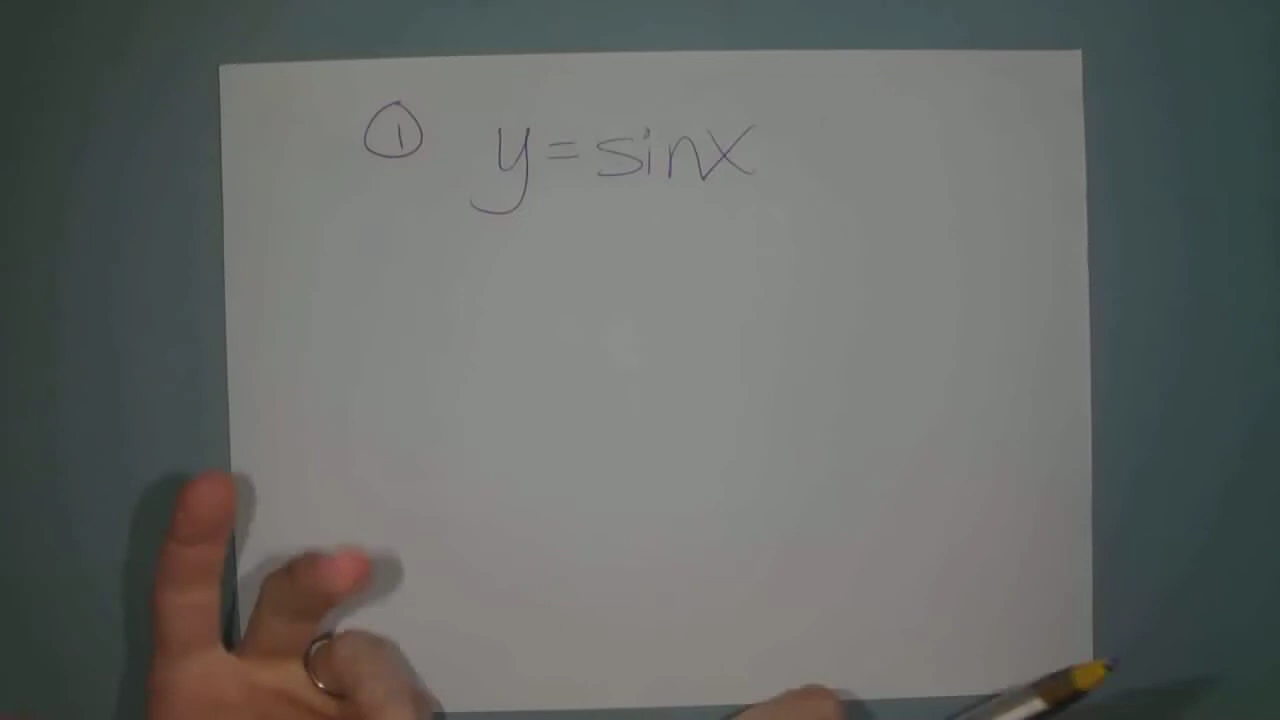 ① y = sinx